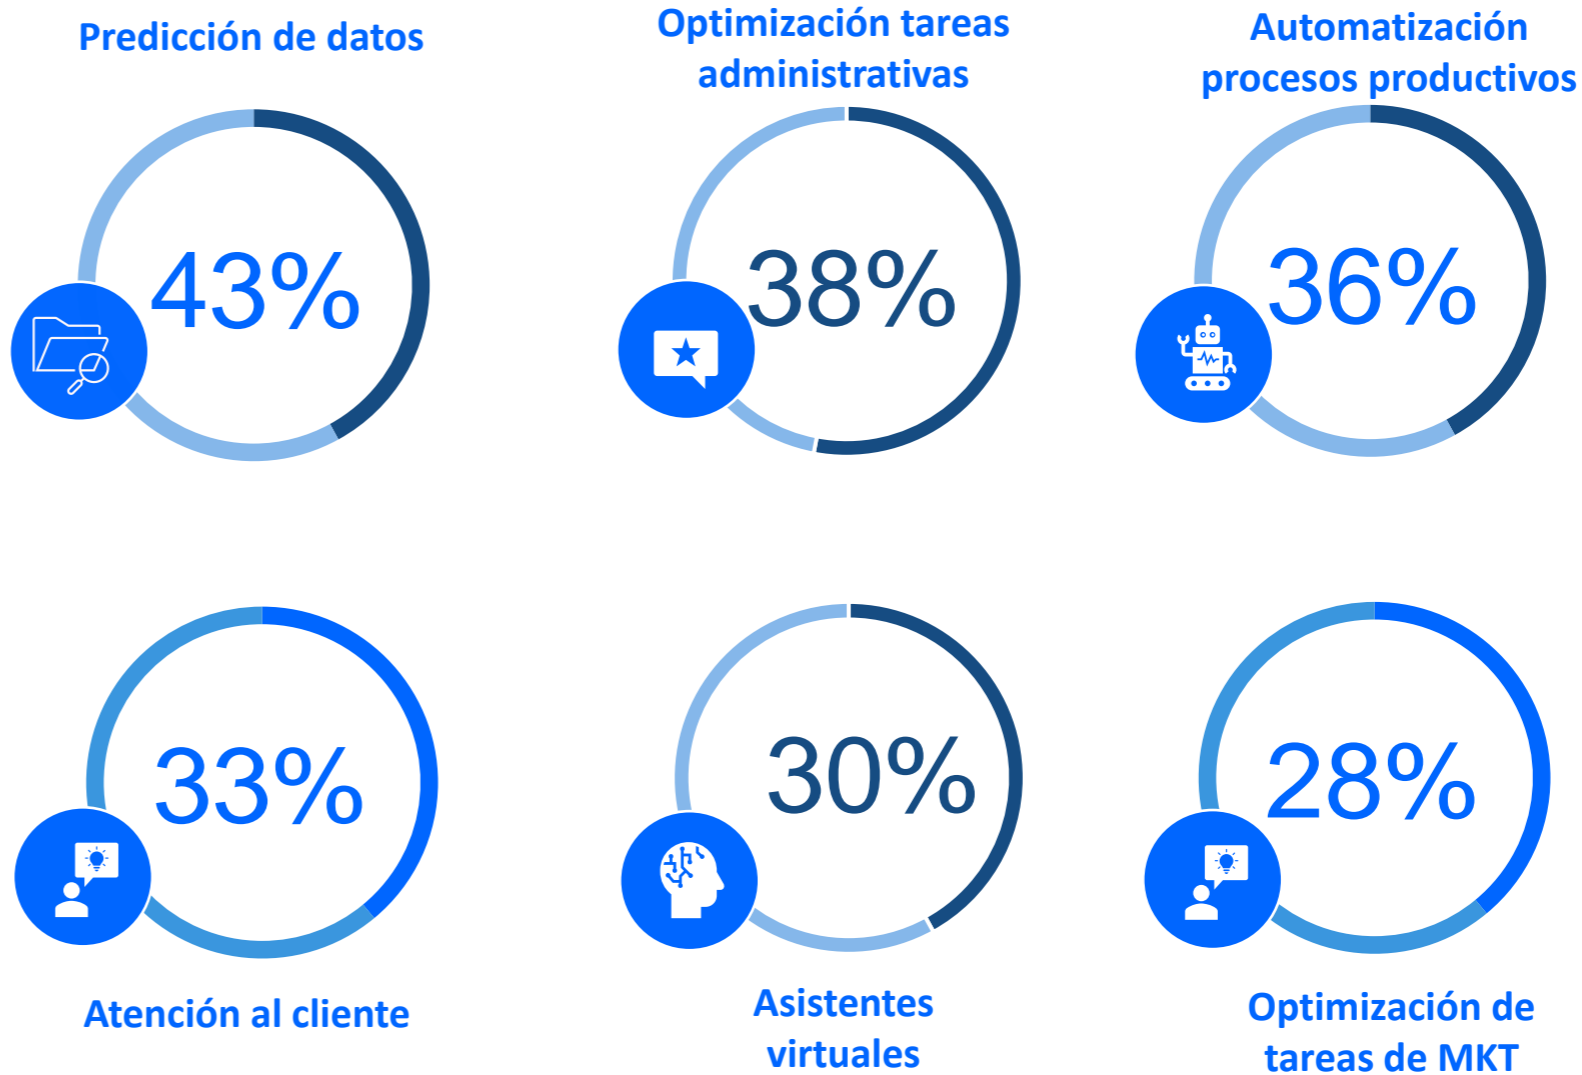 Predicción de datos
Optimización tareas
administrativas
Automatización
procesos productivos
43%
38%
36%
33%
30%
28%
Atención al cliente
Asistentes
virtuales
Optimización de
tareas de MKT